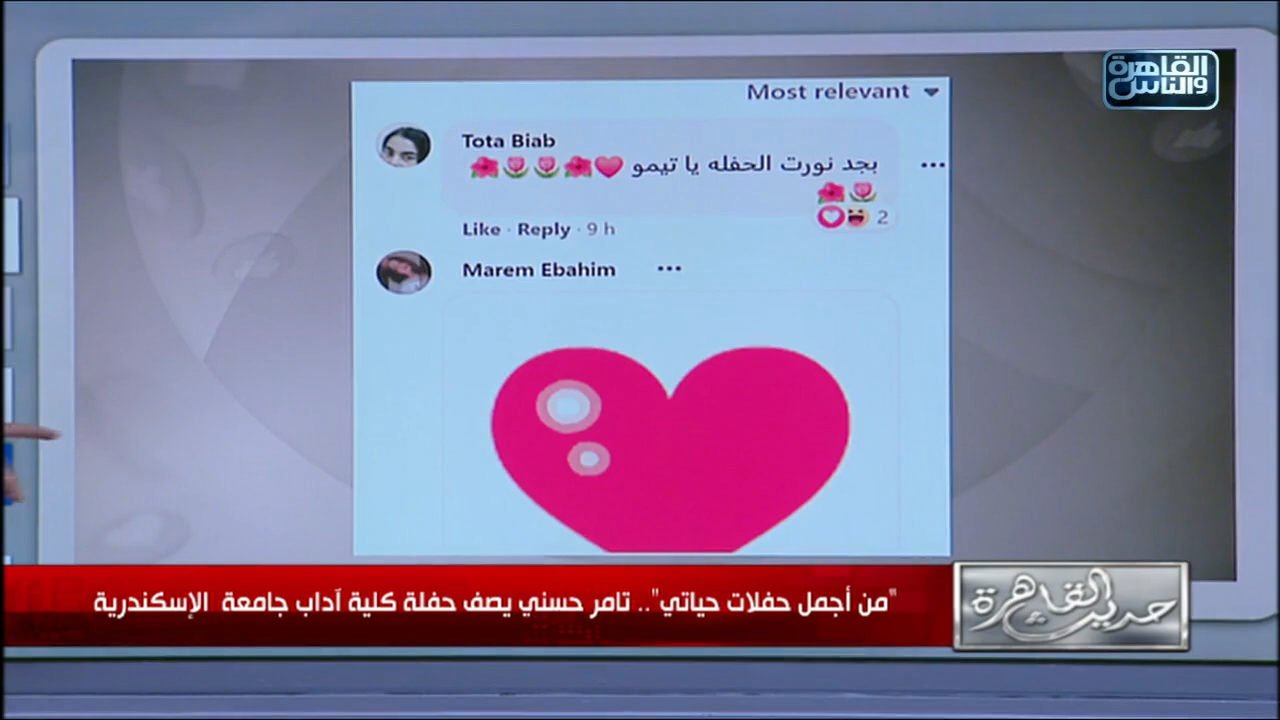 القاهرة
والناس
Most relevant
Tota Biab
بجد نورت الحفله يا تيمو ❤️🌺🌷🌷🌺
🌷🌺
2
Like · Reply · 9 h
Marem Ebahim
"من أجمل حفلات حياتي".. تامر حسني يصف حفلة كلية آداب جامعة الإسكندرية
حديث القاهرة